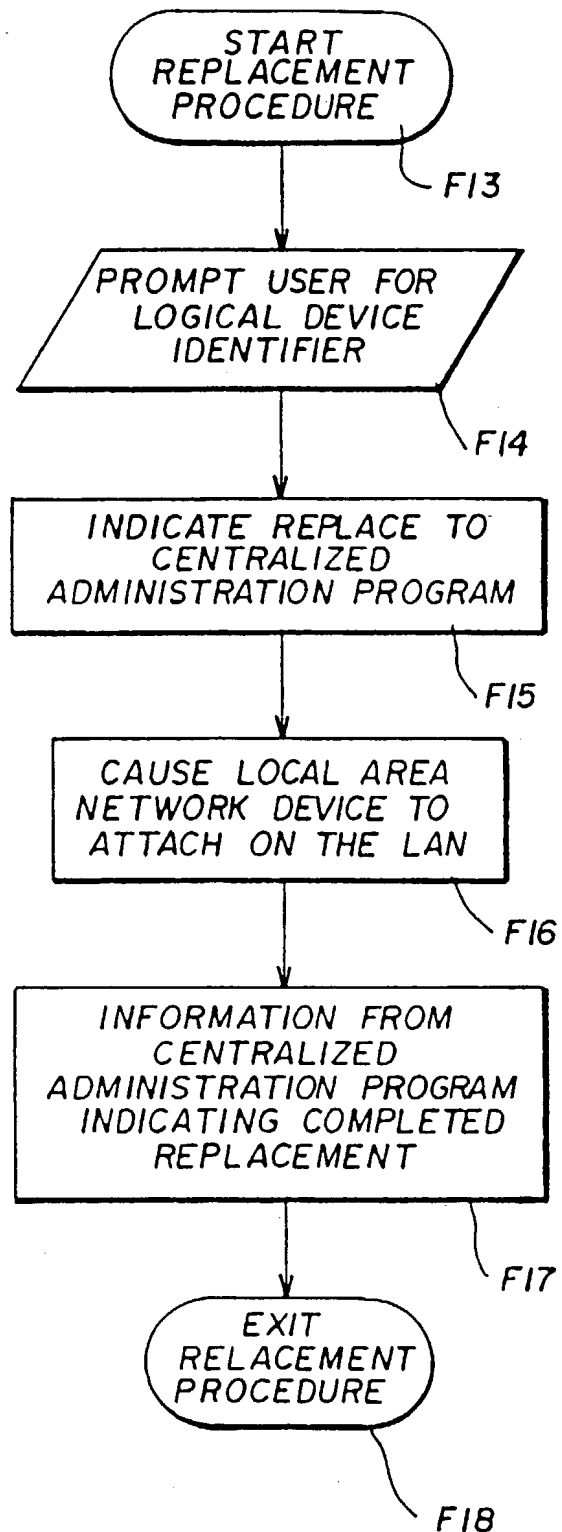 START
REPLACEMENT
PROCEDURE
F13
PROMPT USER FOR
LOGICAL DEVICE
IDENTIFIER
F14
INDICATE REPLACE TO
CENTRALIZED
ADMINISTRATION PROGRAM
F15
CAUSE LOCAL AREA
NETWORK DEVICE TO
ATTACH ON THE LAN
F16
INFORMATION FROM
CENTRALIZED
ADMINISTRATION PROGRAM
INDICATING COMPLETED
REPLACEMENT
F17
EXIT
RELACEMENT
PROCEDURE
F18